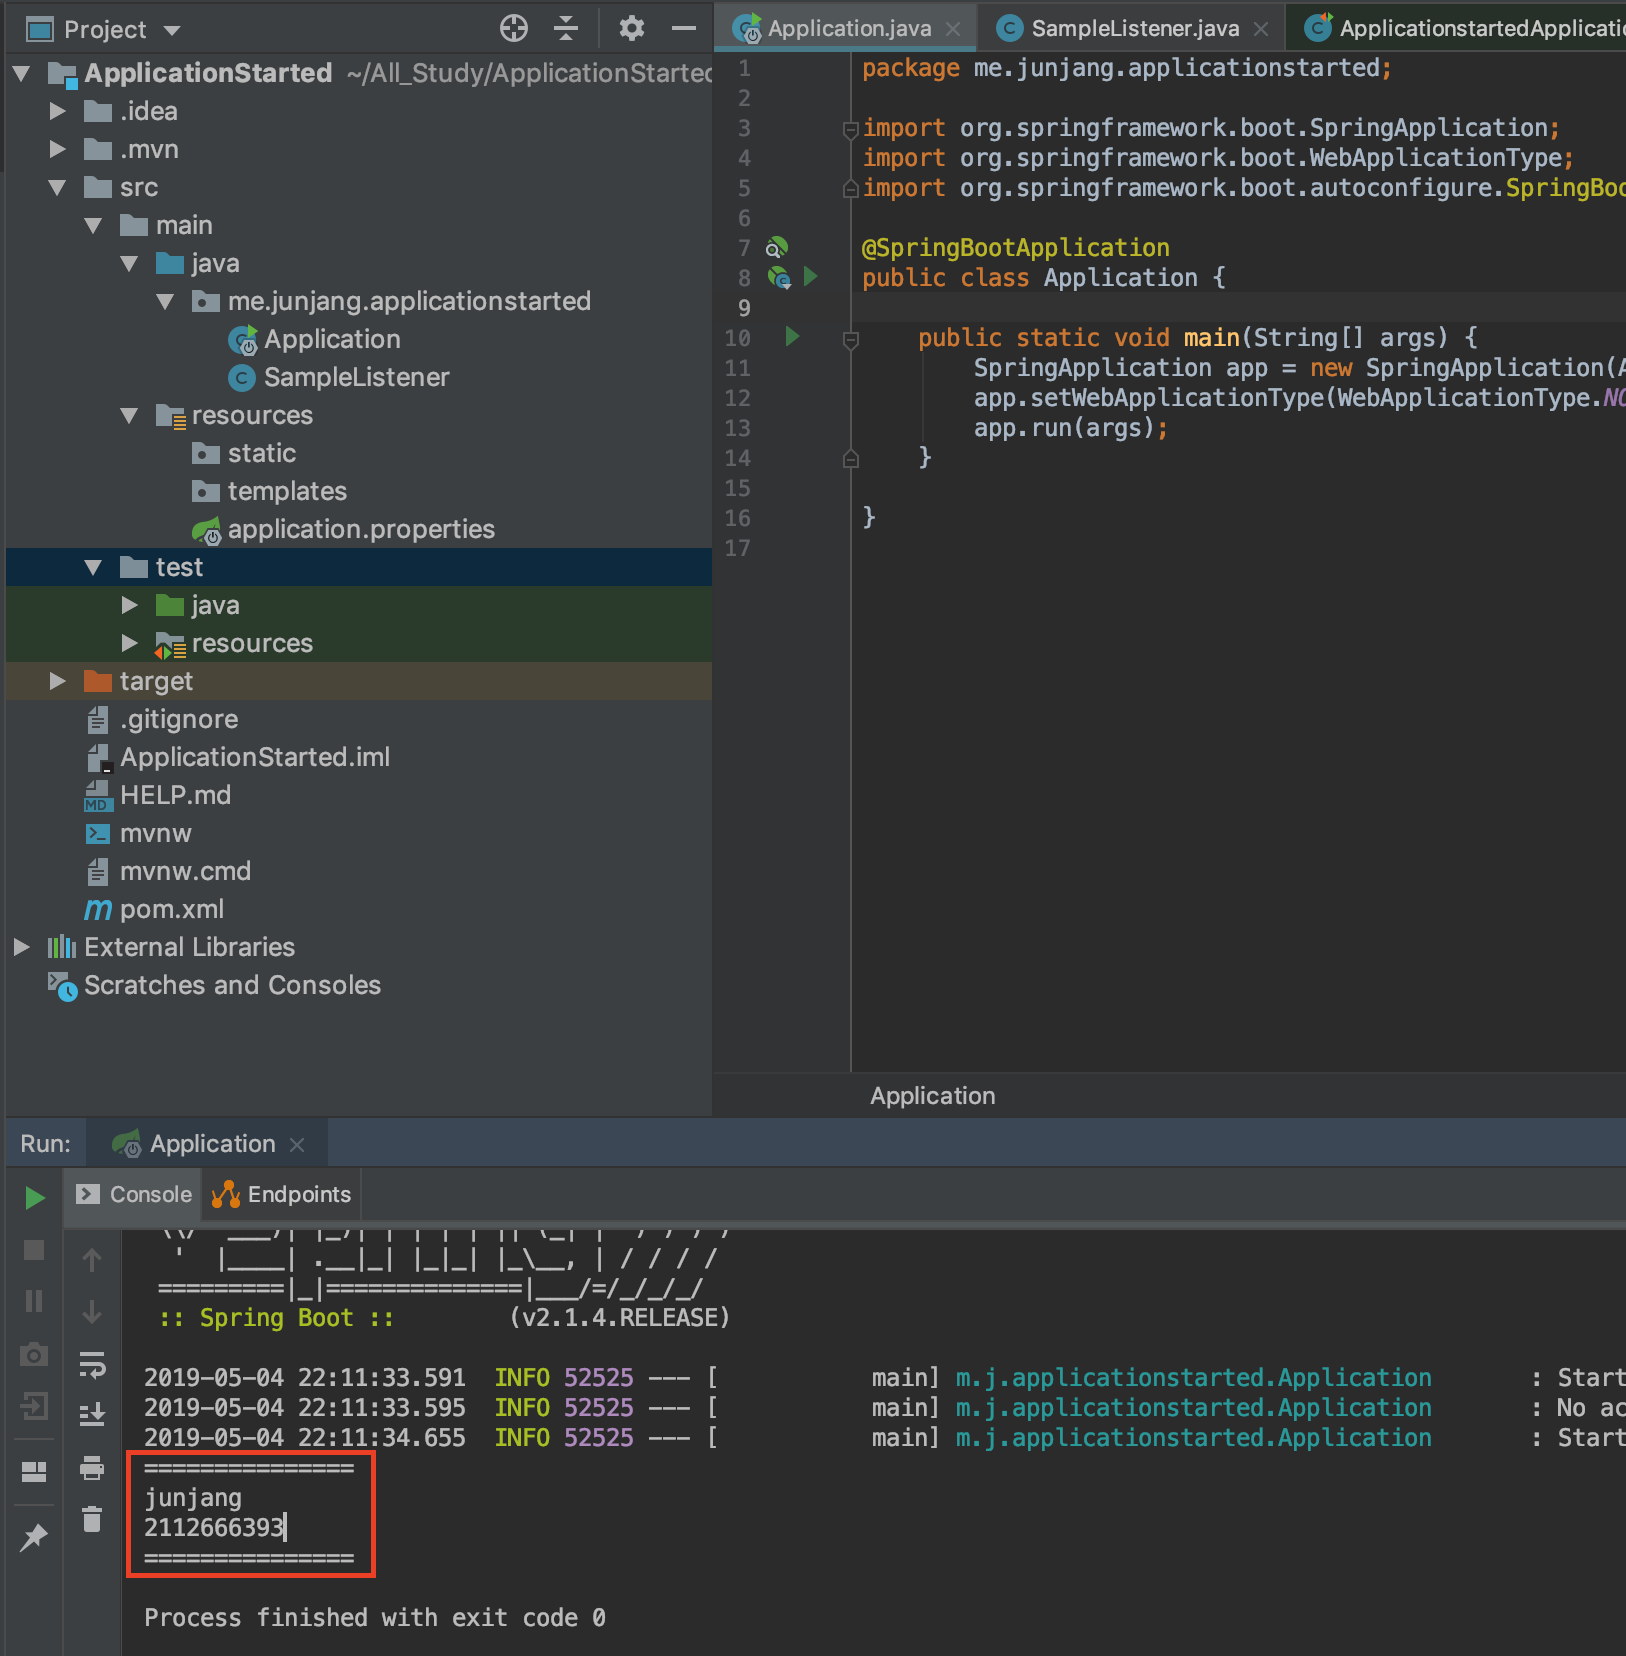 Project
ApplicationStarted ~/All_Study/ApplicationStarted
.idea
.mvn
src
main
java
me.junjang.applicationstarted
Application
SampleListener
resources
static
templates
application.properties
test
java
resources
target
.gitignore
ApplicationStarted.iml
MD HELP.md
mvnw
mvnw.cmd
m pom.xml
External Libraries
Scratches and Consoles
Application.java
SampleListener.java
1 package me.junjang.applicationstarted;
2
3 import org.springframework.boot.SpringApplication;
4 import org.springframework.boot.WebApplicationType;
5 import org.springframework.boot.autoconfigure.
6
7 @SpringBootApplication
8 public class Application {
9
10 public static void main(String[] args) {
11 SpringApplication app = new SpringApplication(
12 app.setWebApplicationType(WebApplicationType.
13 app.run(args);
14 }
15
16 }
17
Application
Run: Application
Console Endpoints
' |____| .__|_| |_|_| |_\__, | / / / /
=========|_|==============|___/=/_/_/_/
:: Spring Boot :: (v2.1.4.RELEASE)
2019-05-04 22:11:33.591 INFO 52525 --- [ main] m.j.applicationstarted.Application : Start
2019-05-04 22:11:33.595 INFO 52525 --- [ main] m.j.applicationstarted.Application : No
2019-05-04 22:11:34.655 INFO 52525 --- [ main] m.j.applicationstarted.Application : Start
===============
junjang
2112666393
===============
Process finished with exit code 0